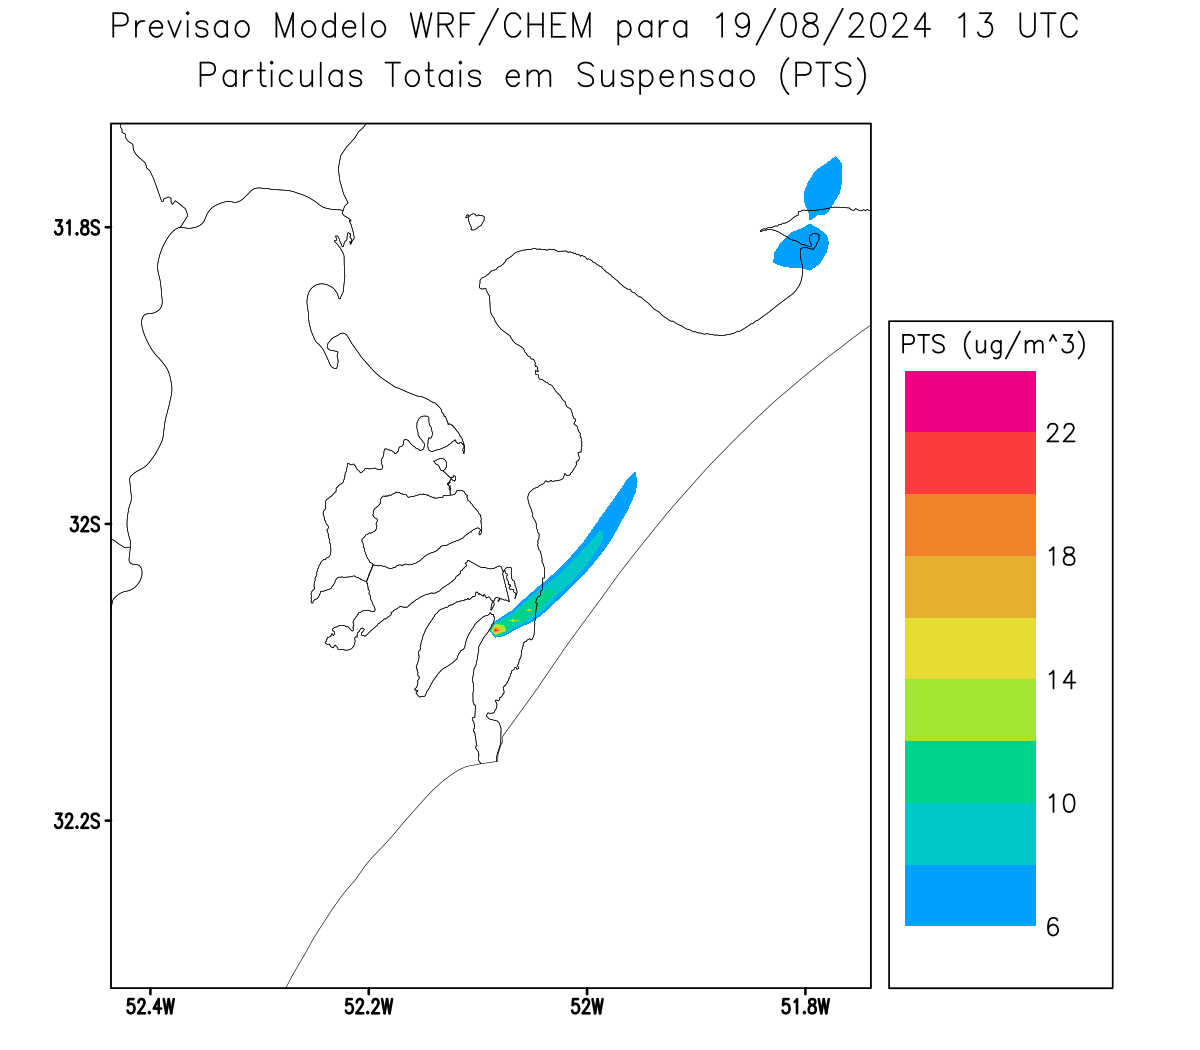 Previsao Modelo WRF/CHEM para 19/08/2024 13 UTC
Particulas Totais em Suspensao (PTS)
31.8S
32S
32.2S
52.4W
52.2W
52W
51.8W
PTS (ug/m^3)
22
18
14
10
6